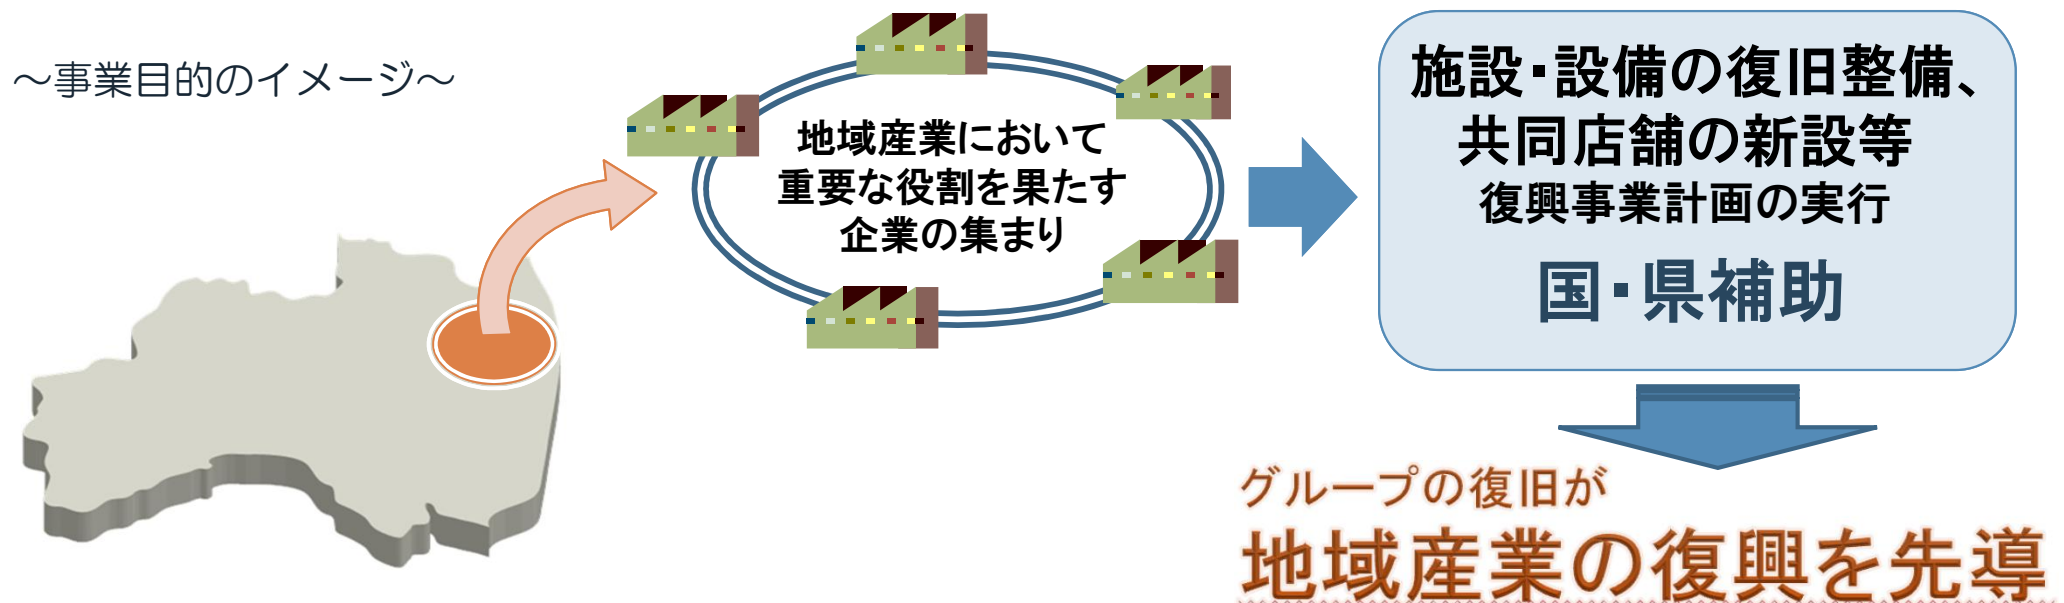 ～事業目的のイメージ～
地域産業において
重要な役割を果たす
企業の集まり
施設・設備の復旧整備、
共同店舗の新設等
復興事業計画の実行
国・県補助
グループの復旧が
地域産業の復興を先導